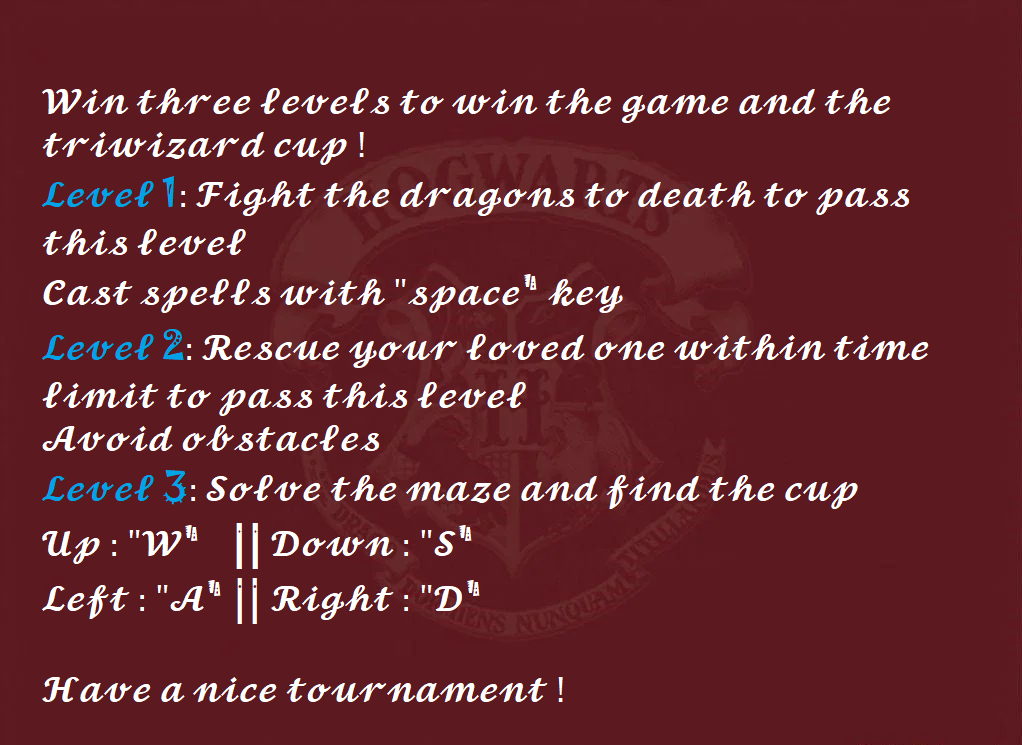 Win three levels to win the game and the
triwizard cup !
Level 1: Fight the dragons to death to pass
this level
Cast spells with "space" key
Level 2: Rescue your loved one within time
limit to pass this level
Avoid obstacles
Level 3: Solve the maze and find the cup
Up : "W" || Down : "S"
Left : "A" || Right : "D"
Have a nice tournament !
HOGWARTS
NUNQUAM